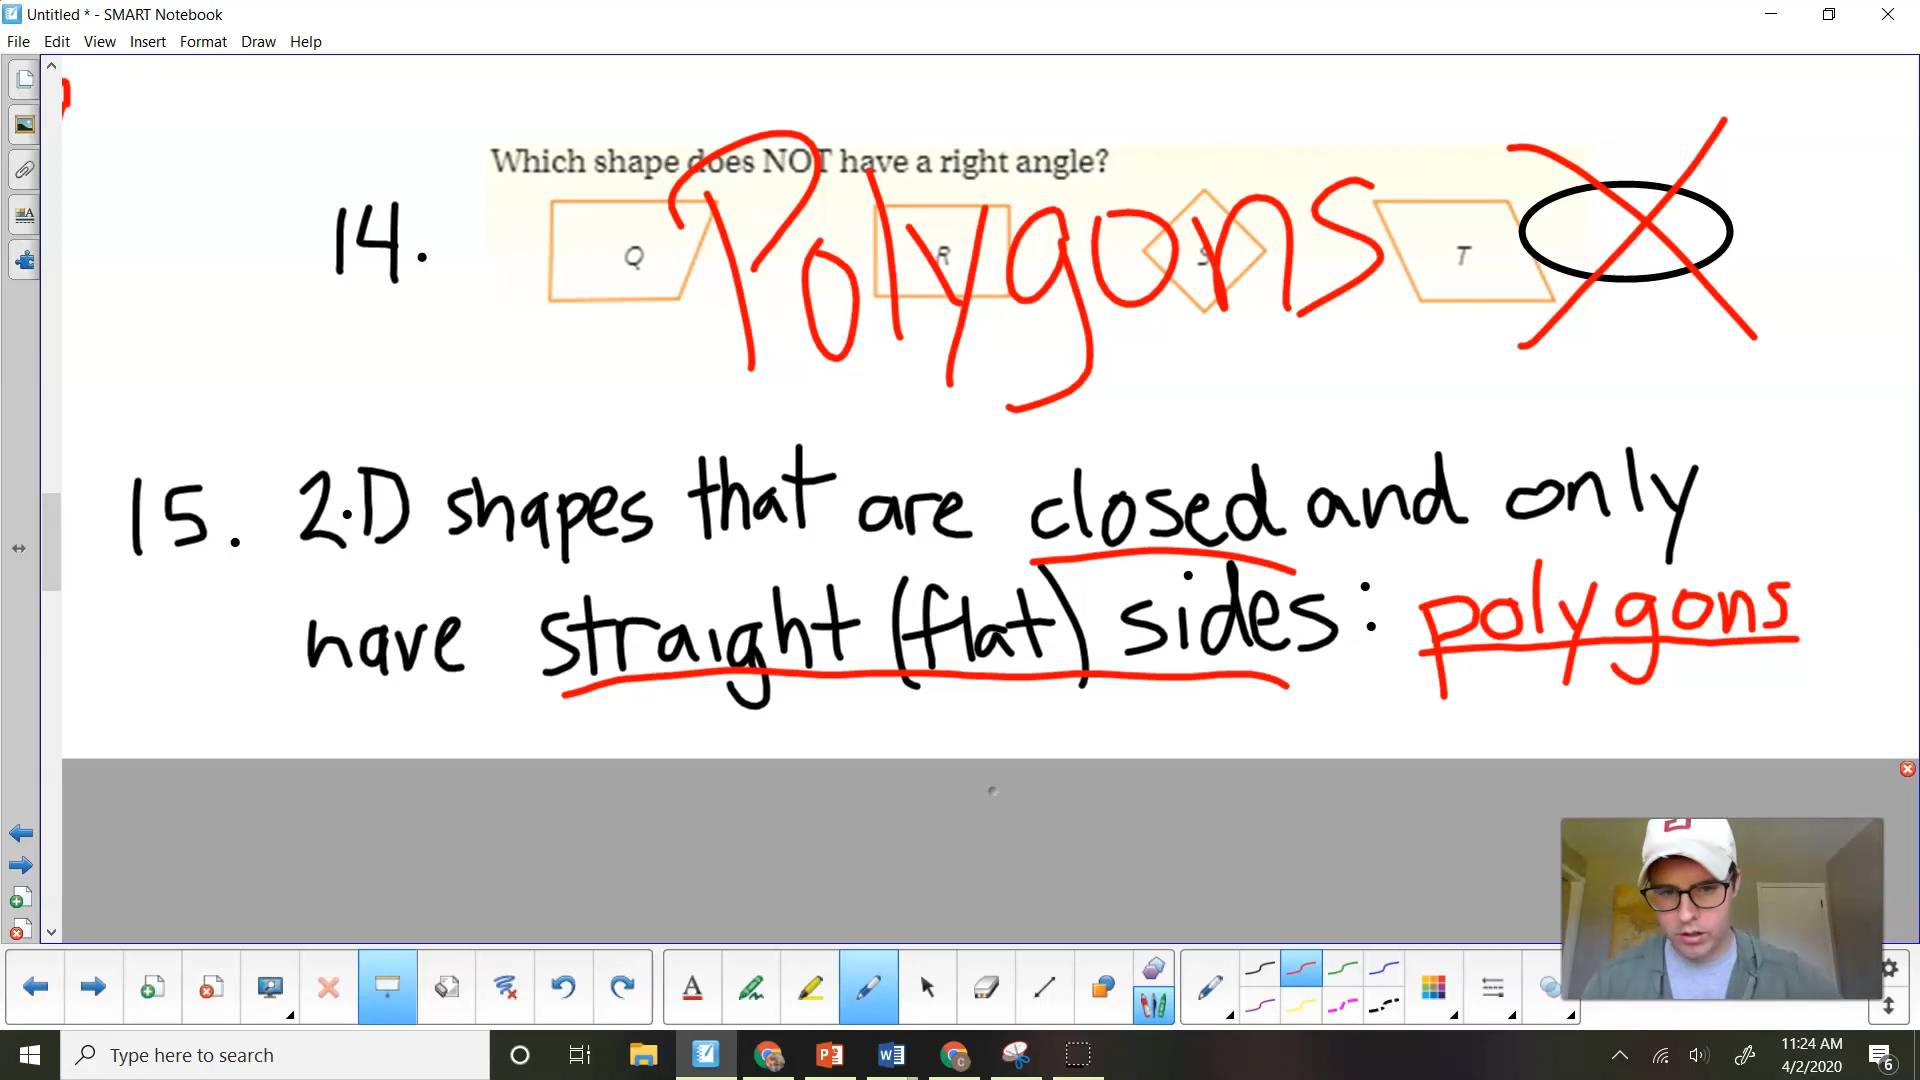 Untitled * - SMART Notebook
File Edit View Insert Format Draw Help
Which shape does NOT have a right angle?
14.
Q R S T
Polygons
15. 2-D shapes that are closed and only
have straight (flat) sides: polygons
Type here to search
11:24 AM
4/2/2020
6